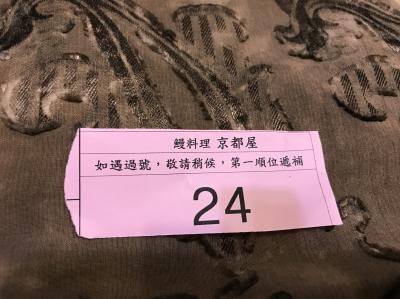 鰻料理 京都屋
如遇過號，敬請稍候，第一順位遞補
24